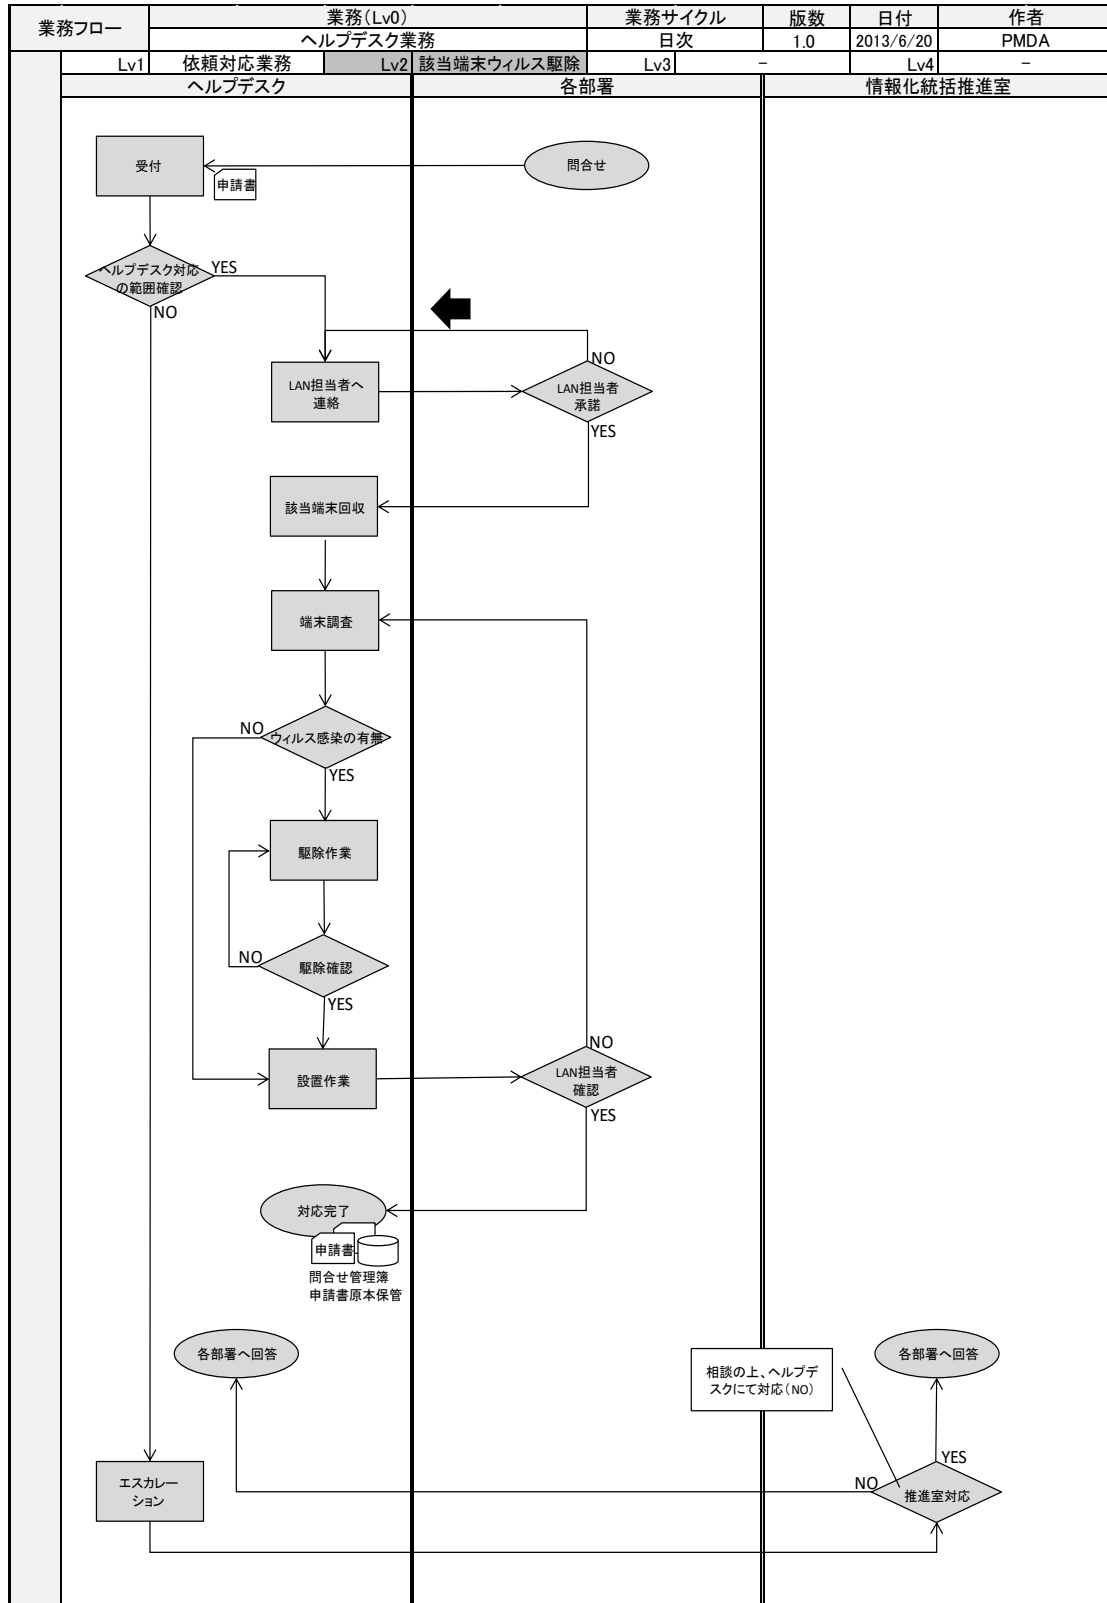 業務フロー
業務(Lv0)
業務サイクル
版数
日付
作者
ヘルプデスク業務
日次
1.0
2013/6/20
PMDA
Lv1
依頼対応業務
Lv2
該当端末ウィルス駆除
Lv3
－
Lv4
－
ヘルプデスク
各部署
情報化統括推進室
受付
申請書
問合せ
ヘルプデスク対応
の範囲確認
YES
NO
LAN担当者へ
連絡
LAN担当者
承諾
NO
YES
該当端末回収
端末調査
ウィルス感染の有無
NO
YES
駆除作業
駆除確認
NO
YES
設置作業
LAN担当者
確認
NO
YES
対応完了
申請書
問合せ管理簿
申請書原本保管
各部署へ回答
相談の上、ヘルプデ
スクにて対応(NO)
各部署へ回答
エスカレー
ション
推進室対応
YES
NO